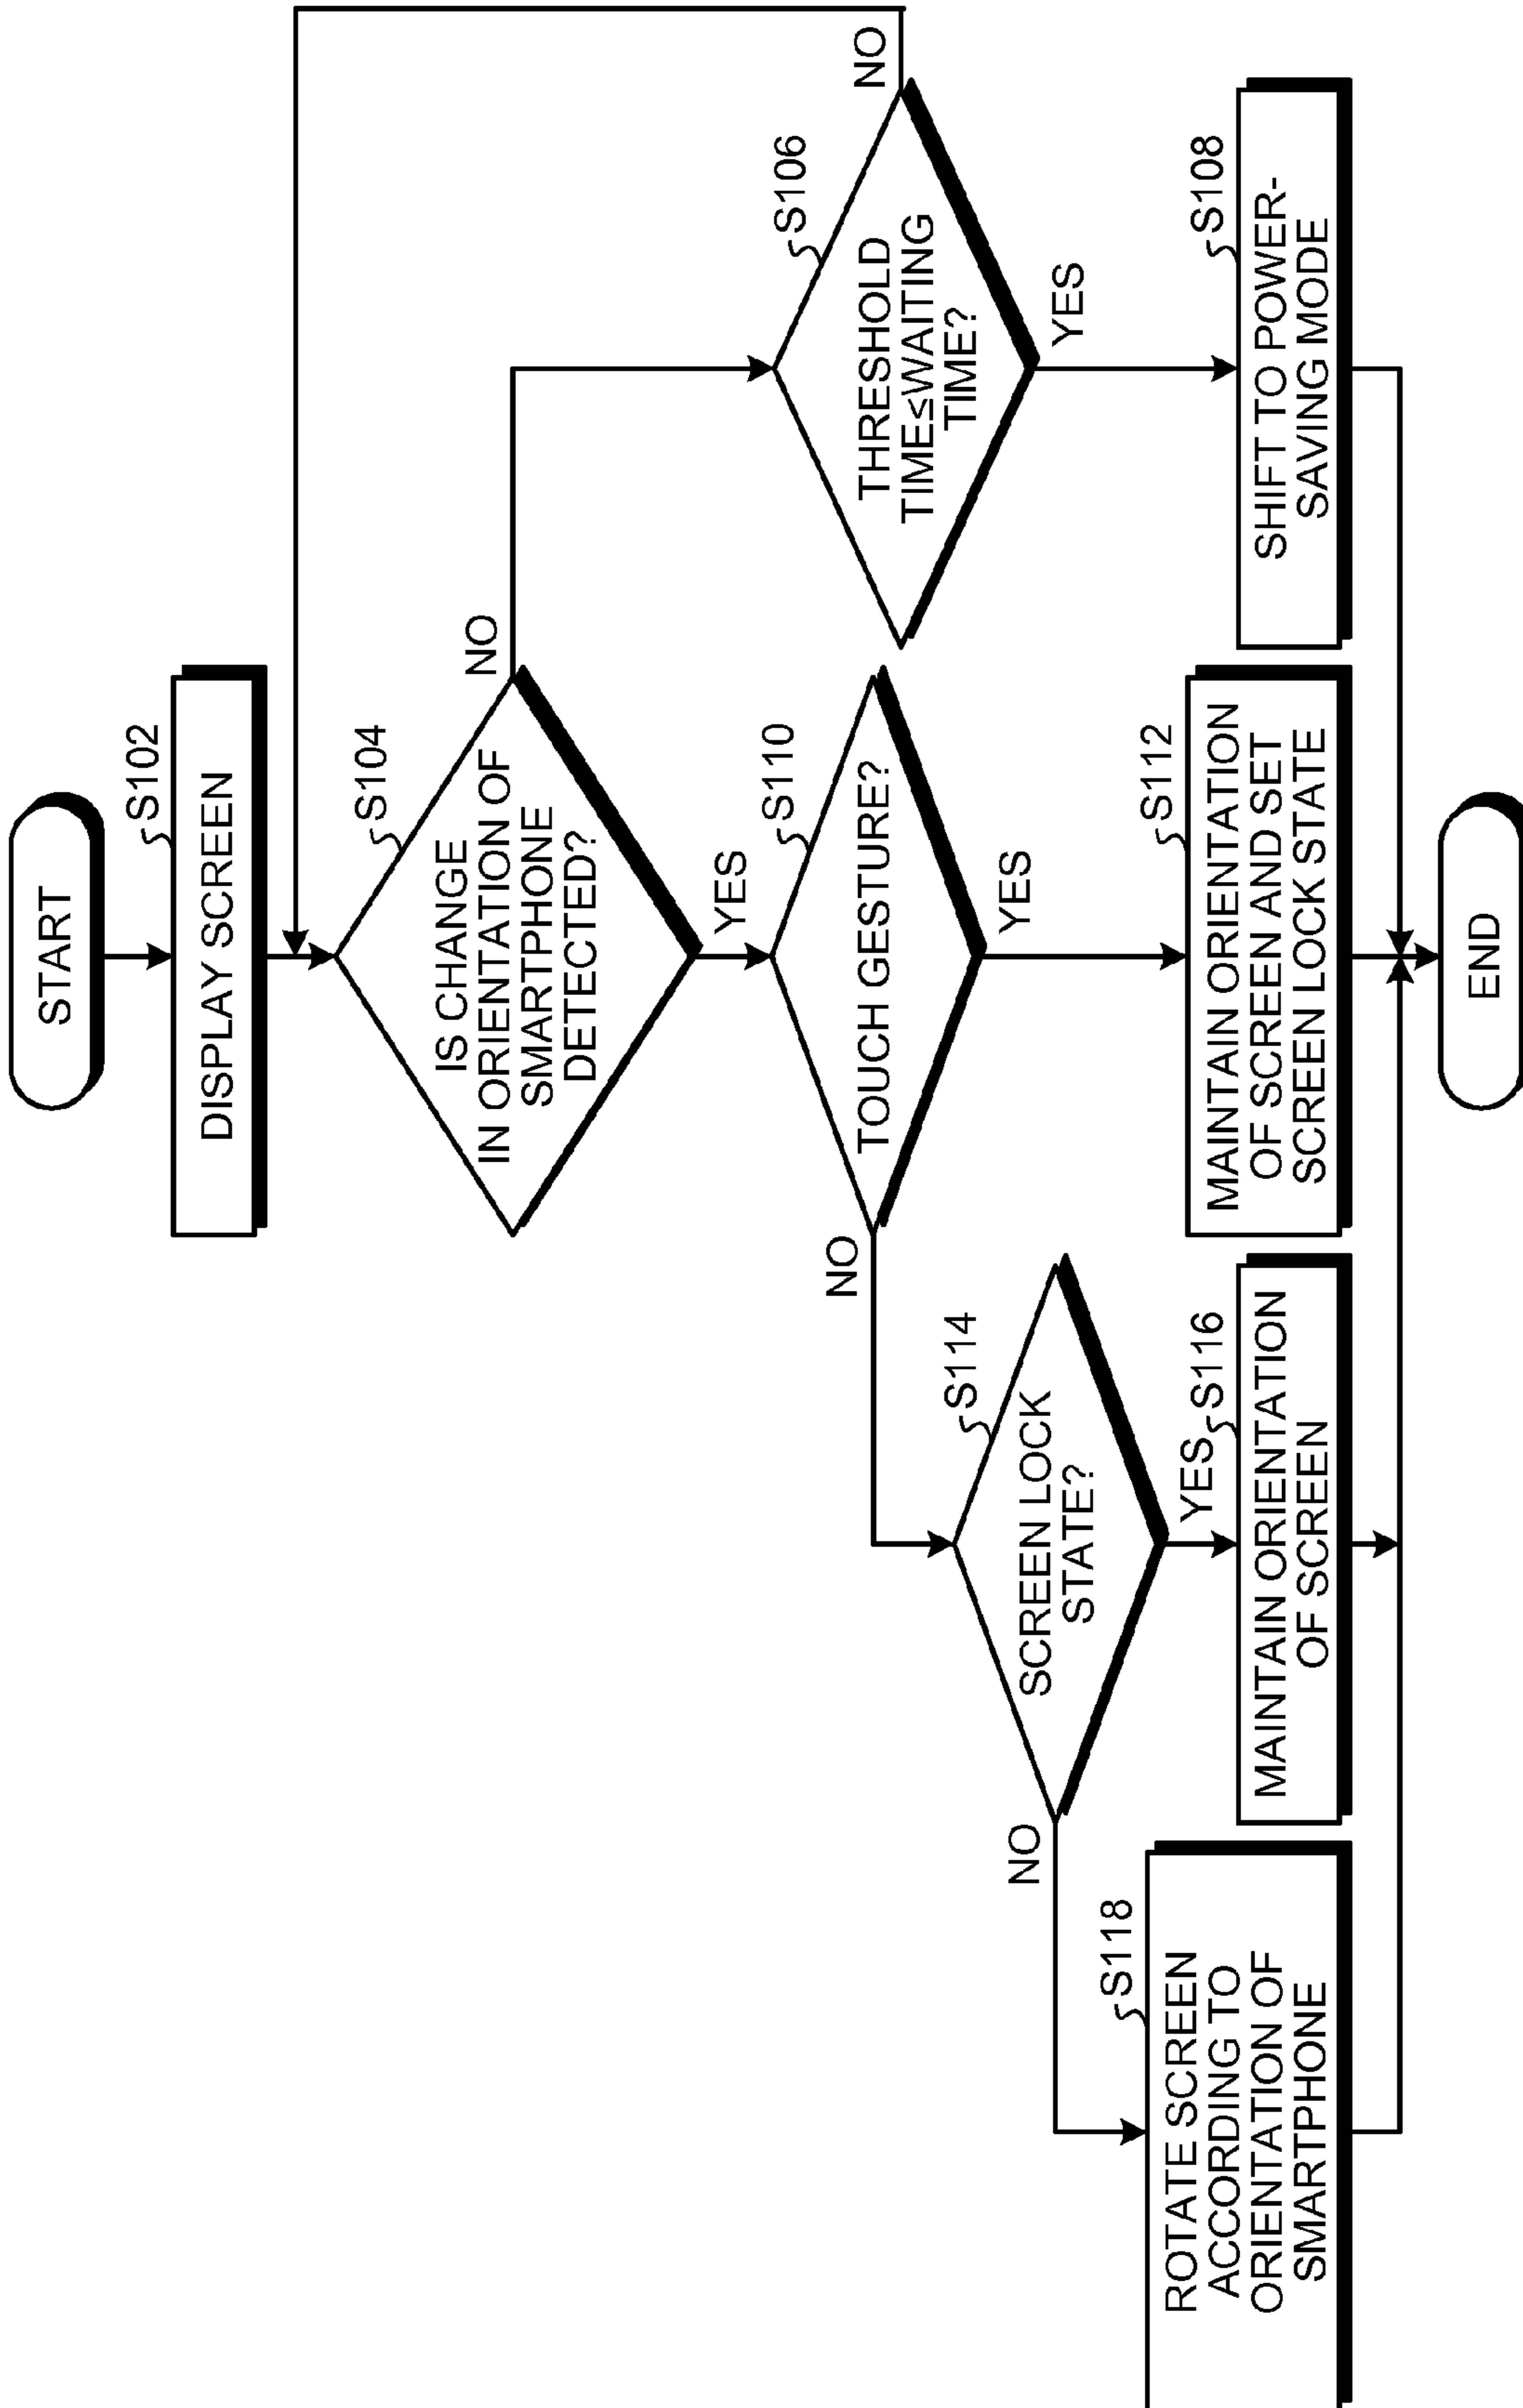 START
S102
DISPLAY SCREEN
S104
IS CHANGE
IN ORIENTATION OF
SMARTPHONE
DETECTED?
NO
YES
S106
THRESHOLD
TIME≤WAITING
TIME?
NO
YES
S108
SHIFT TO POWER-
SAVING MODE
S110
TOUCH GESTURE?
NO
YES
S112
MAINTAIN ORIENTATION
OF SCREEN AND SET
SCREEN LOCK STATE
S114
SCREEN LOCK
STATE?
NO
YES
S116
MAINTAIN ORIENTATION
OF SCREEN
S118
ROTATE SCREEN
ACCORDING TO
ORIENTATION OF
SMARTPHONE
END